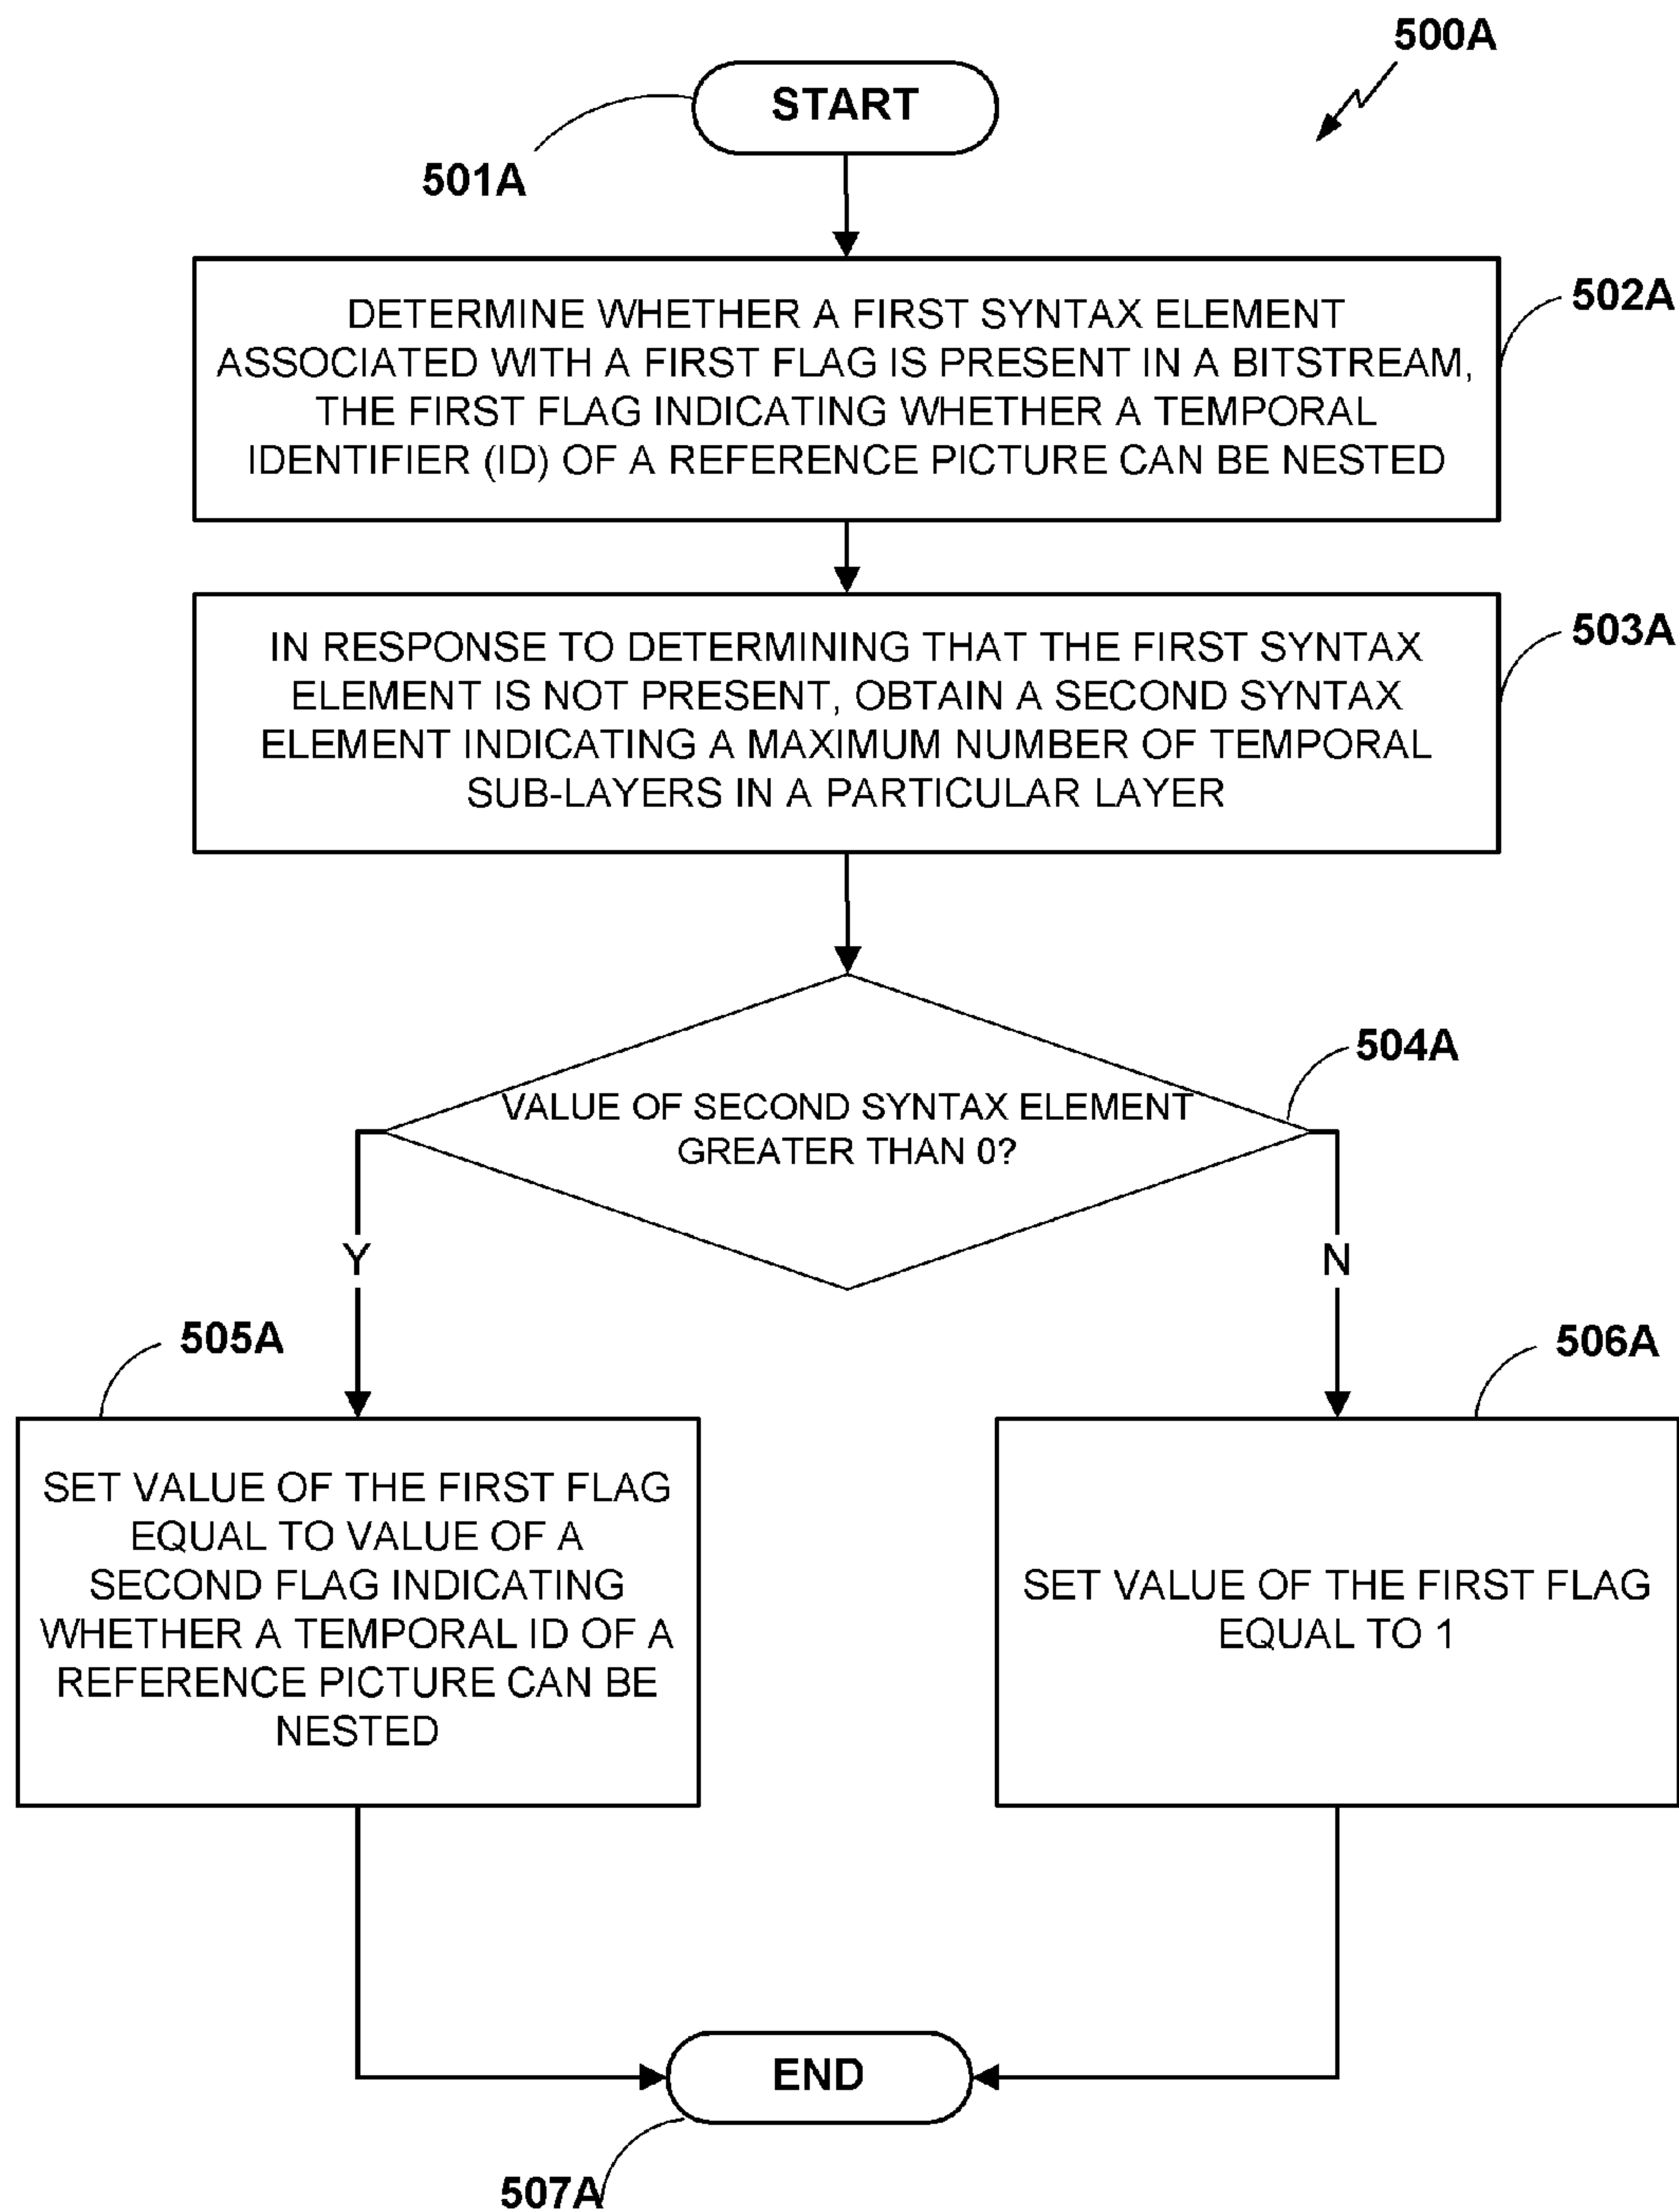 500A
START
501A
DETERMINE WHETHER A FIRST SYNTAX ELEMENT
ASSOCIATED WITH A FIRST FLAG IS PRESENT IN A BITSTREAM,
THE FIRST FLAG INDICATING WHETHER A TEMPORAL
IDENTIFIER (ID) OF A REFERENCE PICTURE CAN BE NESTED
502A
IN RESPONSE TO DETERMINING THAT THE FIRST SYNTAX
ELEMENT IS NOT PRESENT, OBTAIN A SECOND SYNTAX
ELEMENT INDICATING A MAXIMUM NUMBER OF TEMPORAL
SUB-LAYERS IN A PARTICULAR LAYER
503A
VALUE OF SECOND SYNTAX ELEMENT
GREATER THAN 0?
504A
Y
N
505A
SET VALUE OF THE FIRST FLAG
EQUAL TO VALUE OF A
SECOND FLAG INDICATING
WHETHER A TEMPORAL ID OF A
REFERENCE PICTURE CAN BE
NESTED
506A
SET VALUE OF THE FIRST FLAG
EQUAL TO 1
END
507A